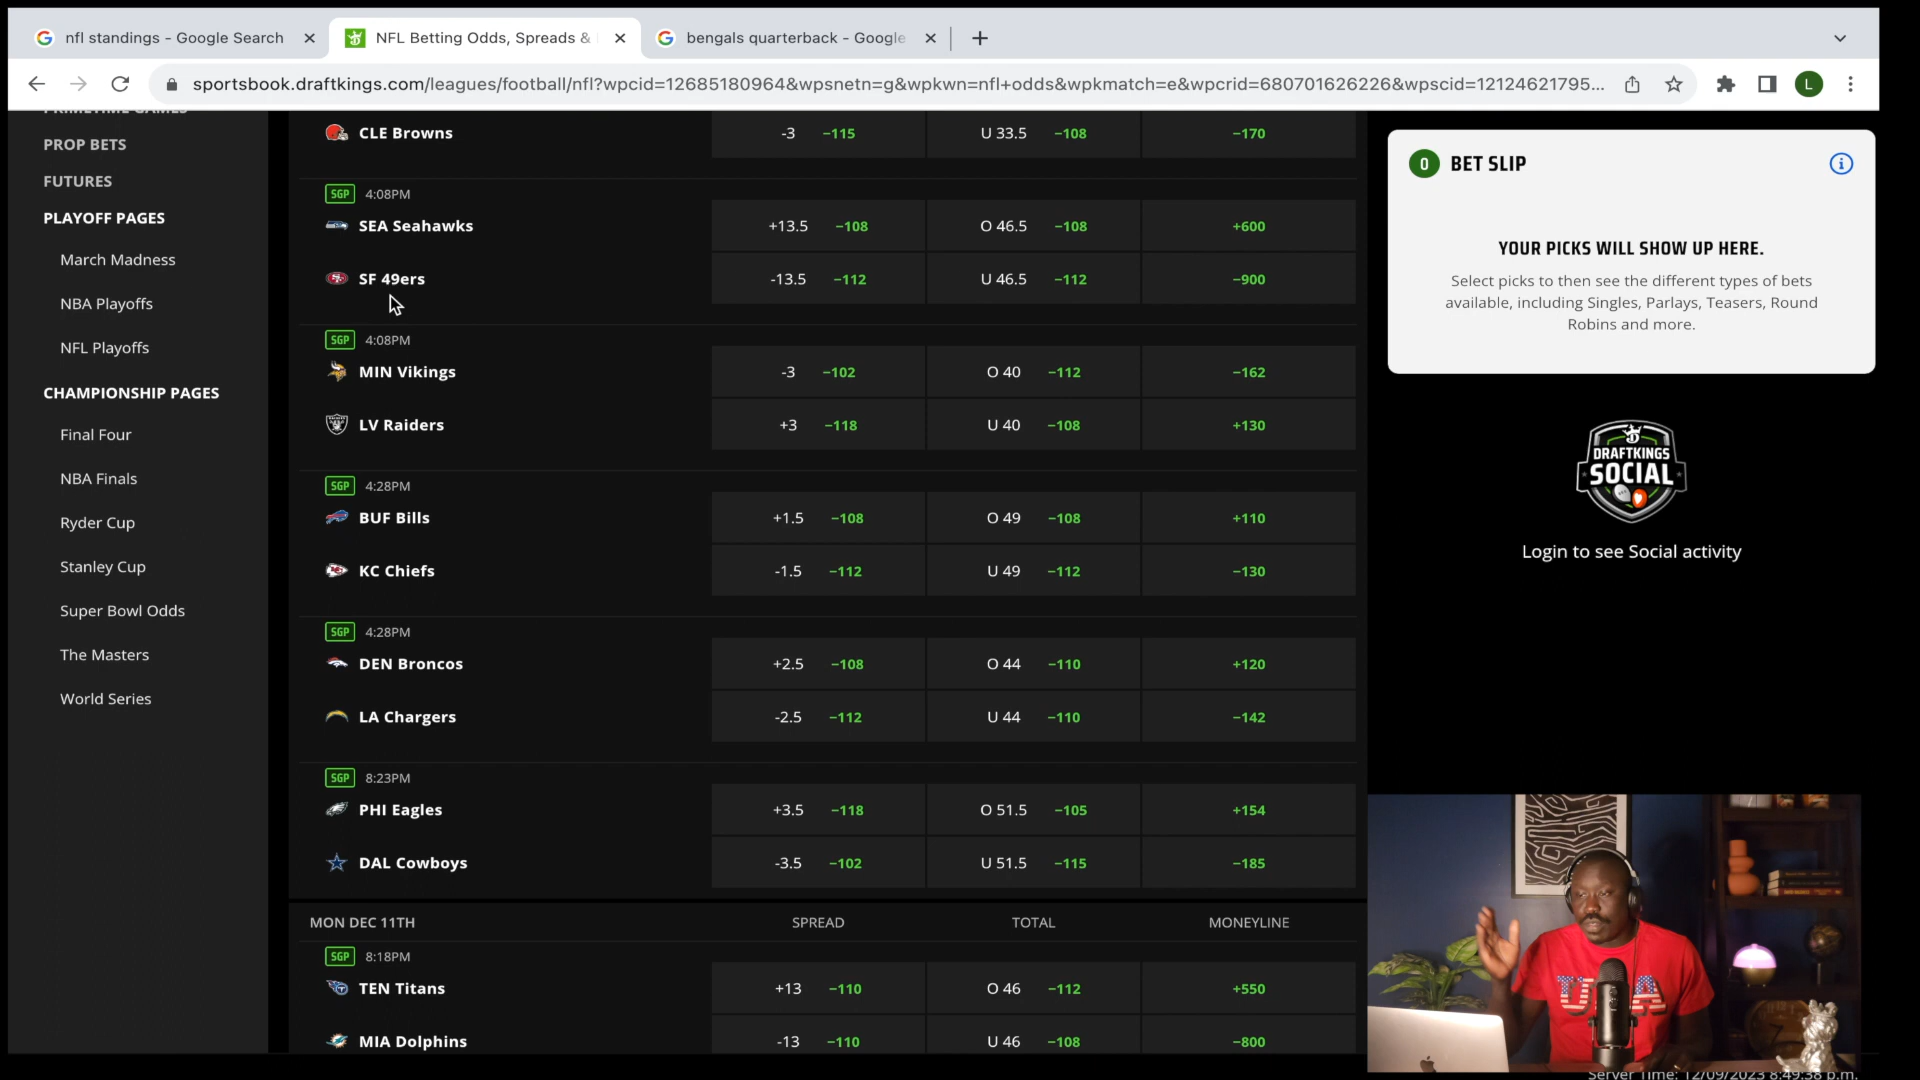 nfl standings - Google Search
NFL Betting Odds, Spreads &
bengals quarterback - Google
sportsbook.draftkings.com/leagues/football/nfl?wpcid=12685180964&wpsnetn=g&wpkwn=nfl+odds&wpkmatch=e&wpcrid=680701626226&wpscid=12124621795...
L
PRIMETIME GAMES
PROP BETS
FUTURES
PLAYOFF PAGES
March Madness
NBA Playoffs
NFL Playoffs
CHAMPIONSHIP PAGES
Final Four
NBA Finals
Ryder Cup
Stanley Cup
Super Bowl Odds
The Masters
World Series
CLE Browns -3 −115 U 33.5 −108 −170
SGP 4:08PM
SEA Seahawks +13.5 −108 O 46.5 −108 +600
SF 49ers -13.5 −112 U 46.5 −112 −900
SGP 4:08PM
MIN Vikings -3 −102 O 40 −112 −162
LV Raiders +3 −118 U 40 −108 +130
SGP 4:28PM
BUF Bills +1.5 −108 O 49 −108 +110
KC Chiefs -1.5 −112 U 49 −112 −130
SGP 4:28PM
DEN Broncos +2.5 −108 O 44 −110 +120
LA Chargers -2.5 −112 U 44 −110 −142
SGP 8:23PM
PHI Eagles +3.5 −118 O 51.5 −105 +154
DAL Cowboys -3.5 −102 U 51.5 −115 −185
MON DEC 11TH SPREAD TOTAL MONEYLINE
SGP 8:18PM
TEN Titans +13 −110 O 46 −112 +550
MIA Dolphins -13 −110 U 46 −108 −800
0 BET SLIP
YOUR PICKS WILL SHOW UP HERE.
Select picks to then see the different types of bets
available, including Singles, Parlays, Teasers, Round
Robins and more.
DRAFTKINGS
SOCIAL
Login to see Social activity
USA
Server Time: 12/09/2023 8:49:38 p.m.